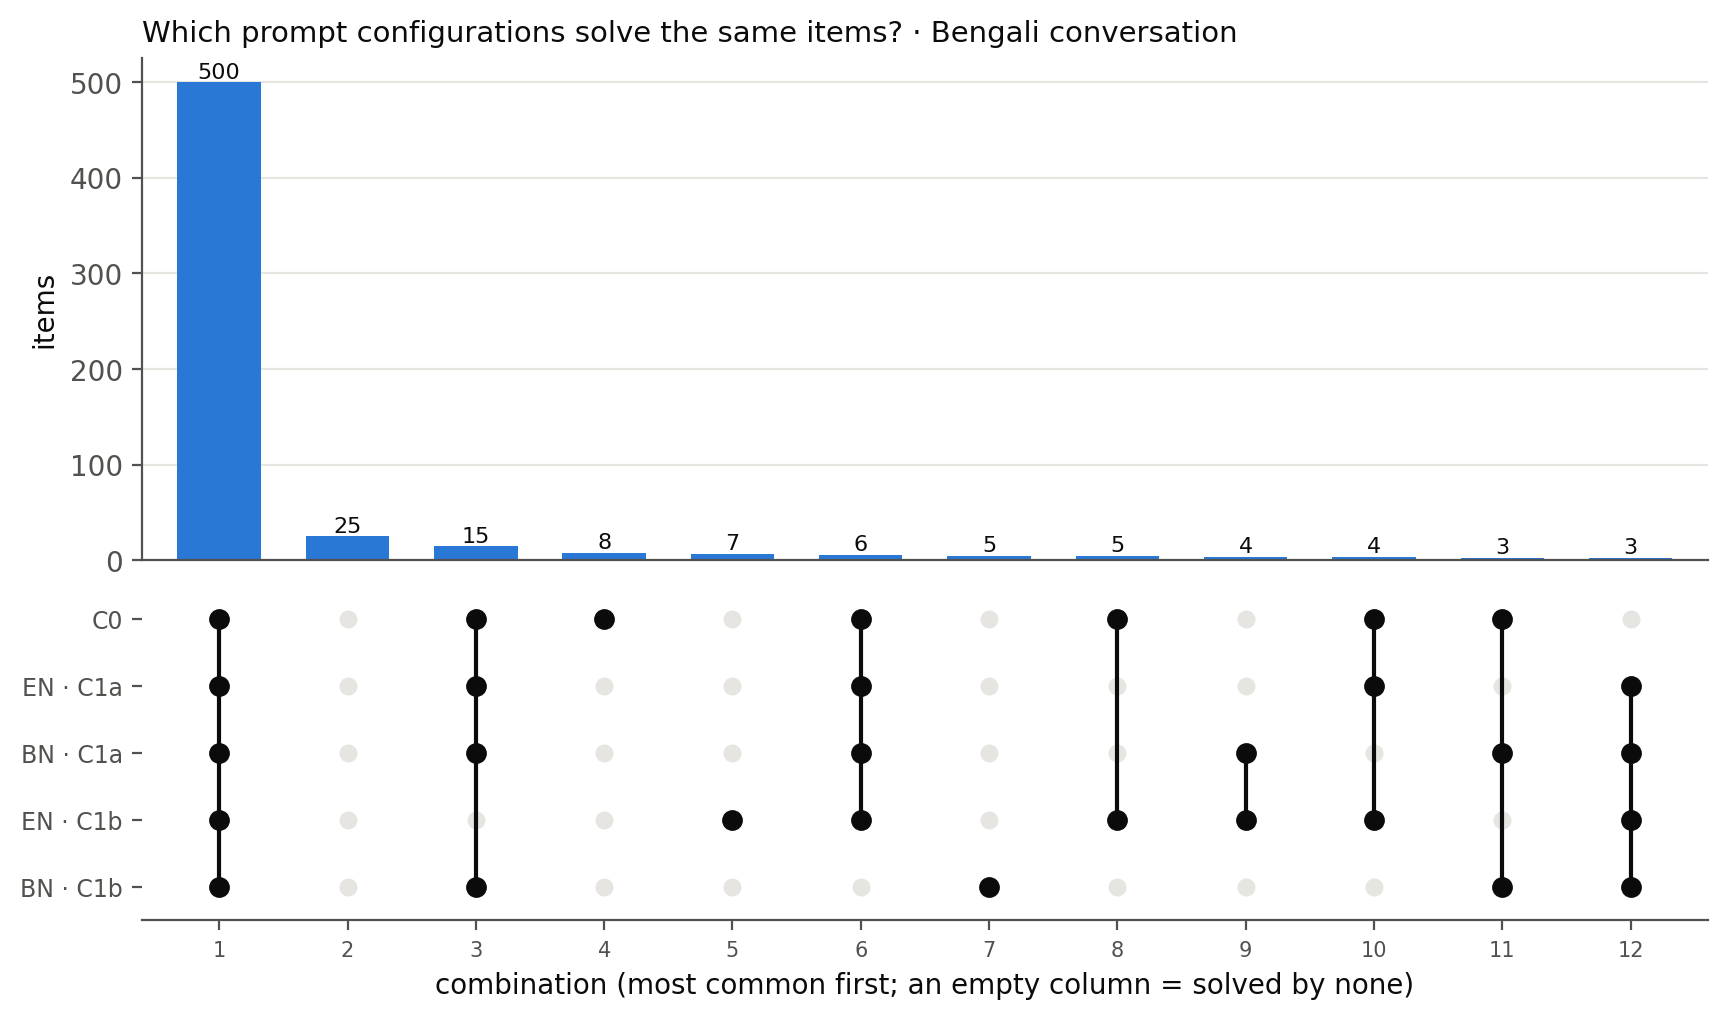 Which prompt configurations solve the same items? · Bengali conversation
items
500
400
300
200
100
0
500
25
15
8
7
6
5
5
4
4
3
3
C0
EN · C1a
BN · C1a
EN · C1b
BN · C1b
1 2 3 4 5 6 7 8 9 10 11 12
combination (most common first; an empty column = solved by none)